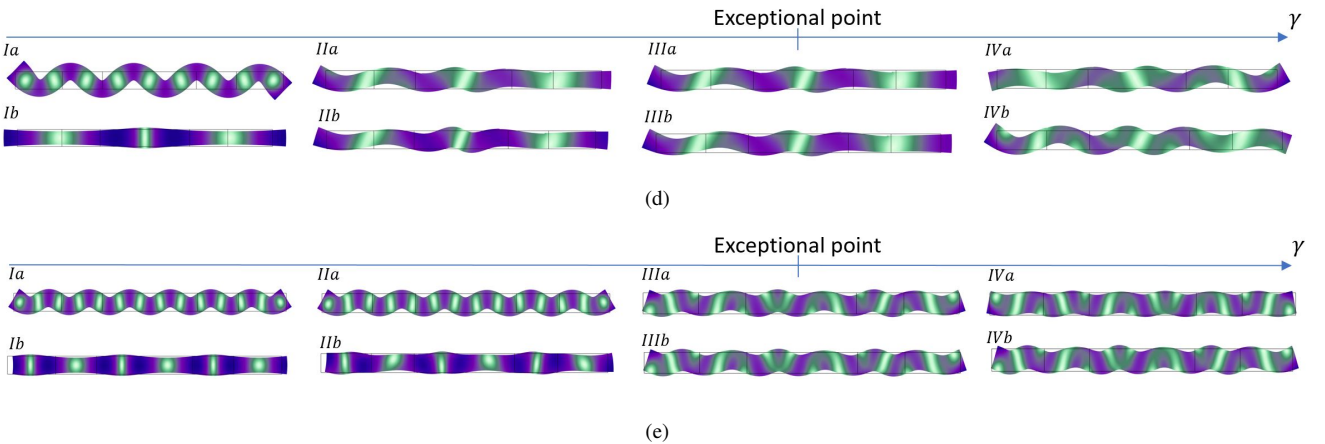 Exceptional point
γ
Ia
IIa
IIIa
IVa
Ib
IIb
IIIb
IVb
(d)
Exceptional point
γ
Ia
IIa
IIIa
IVa
Ib
IIb
IIIb
IVb
(e)